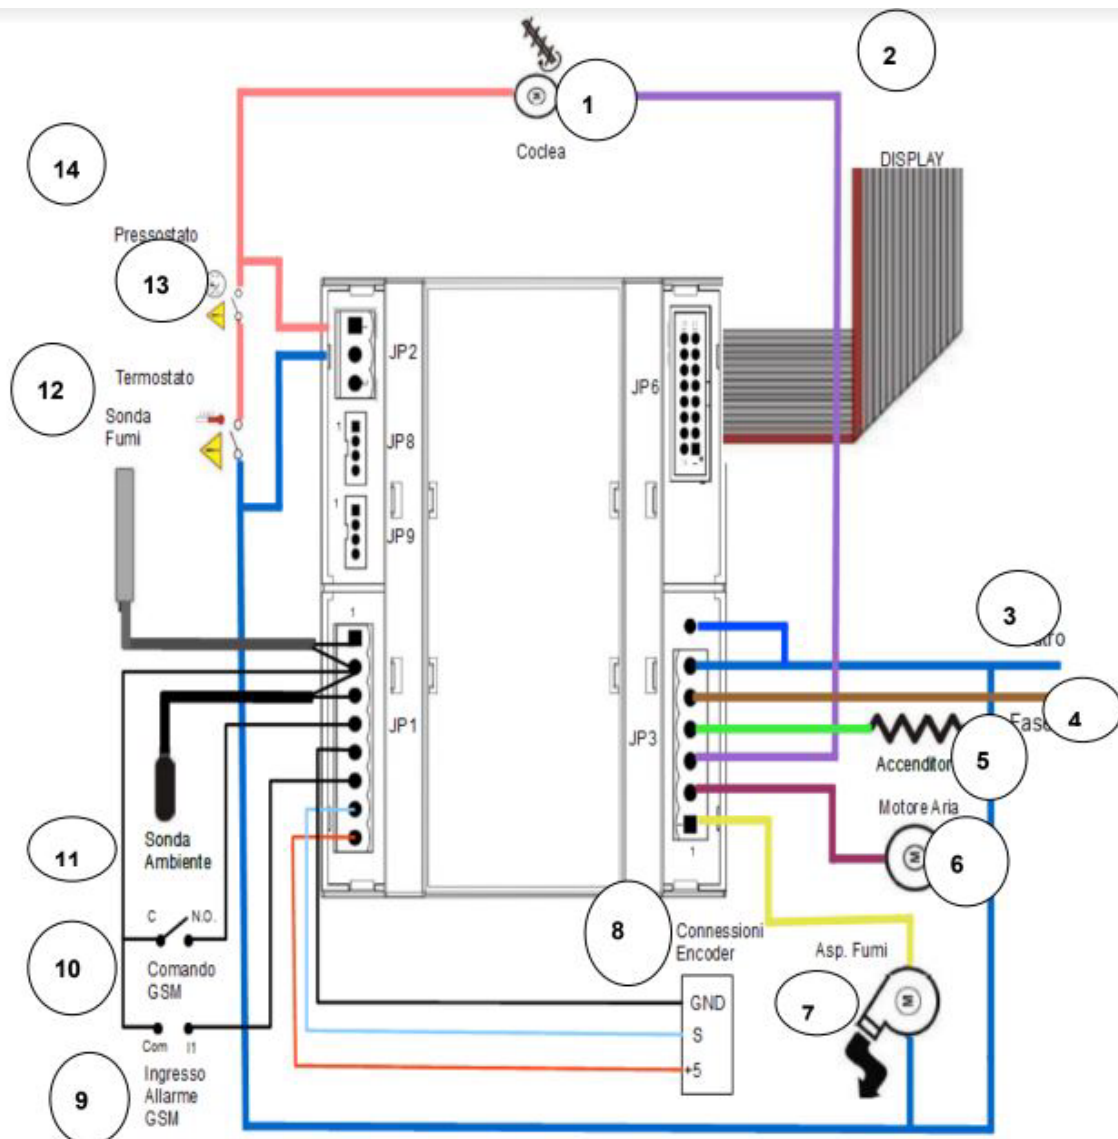 2
1
Coclea
DISPLAY
14
Pressostato
13
JP2
JP6
12
Termostato
Sonda
Fumi
1
JP8
1
JP9
3
1
4
JP1
JP3
5
Motore Aria
M
6
1
11
Sonda
Ambiente
8
Connessioni
Encoder
C
N.O.
10
Comando
GSM
Asp. Fumi
M
7
GND
S
+5
Com
I1
9
Ingresso
Allarme
GSM